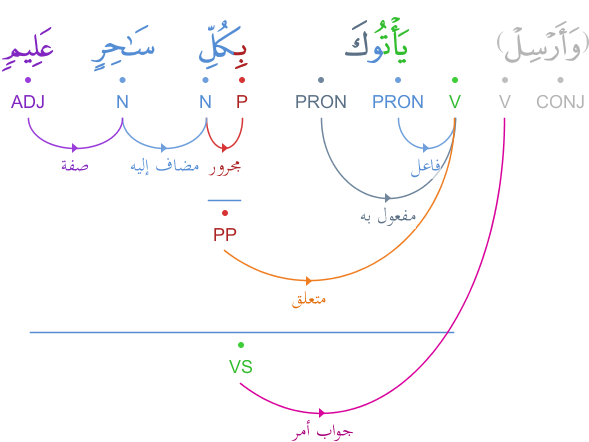 (وَأَرْسِلْ) يَأْتُوكَ بِكُلِّ سَـٰحِرٍ عَلِيمٍ
CONJ V V PRON PRON P N N ADJ
فاعل مجرور مضاف إليه صفة
مفعول به
PP
متعلق
VS
جواب أمر